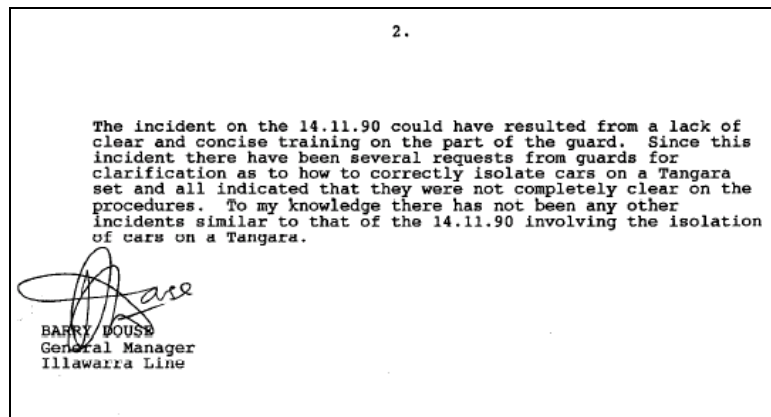 2.
The incident on the 14.11.90 could have resulted from a lack of
clear and concise training on the part of the guard.  Since this
incident there have been several requests from guards for
clarification as to how to correctly isolate cars on a Tangara
set and all indicated that they were not completely clear on the
procedures.  To my knowledge there has not been any other
incidents similar to that of the 14.11.90 involving the isolation
of cars on a Tangara.
BARRY DOUSE
General Manager
Illawarra Line